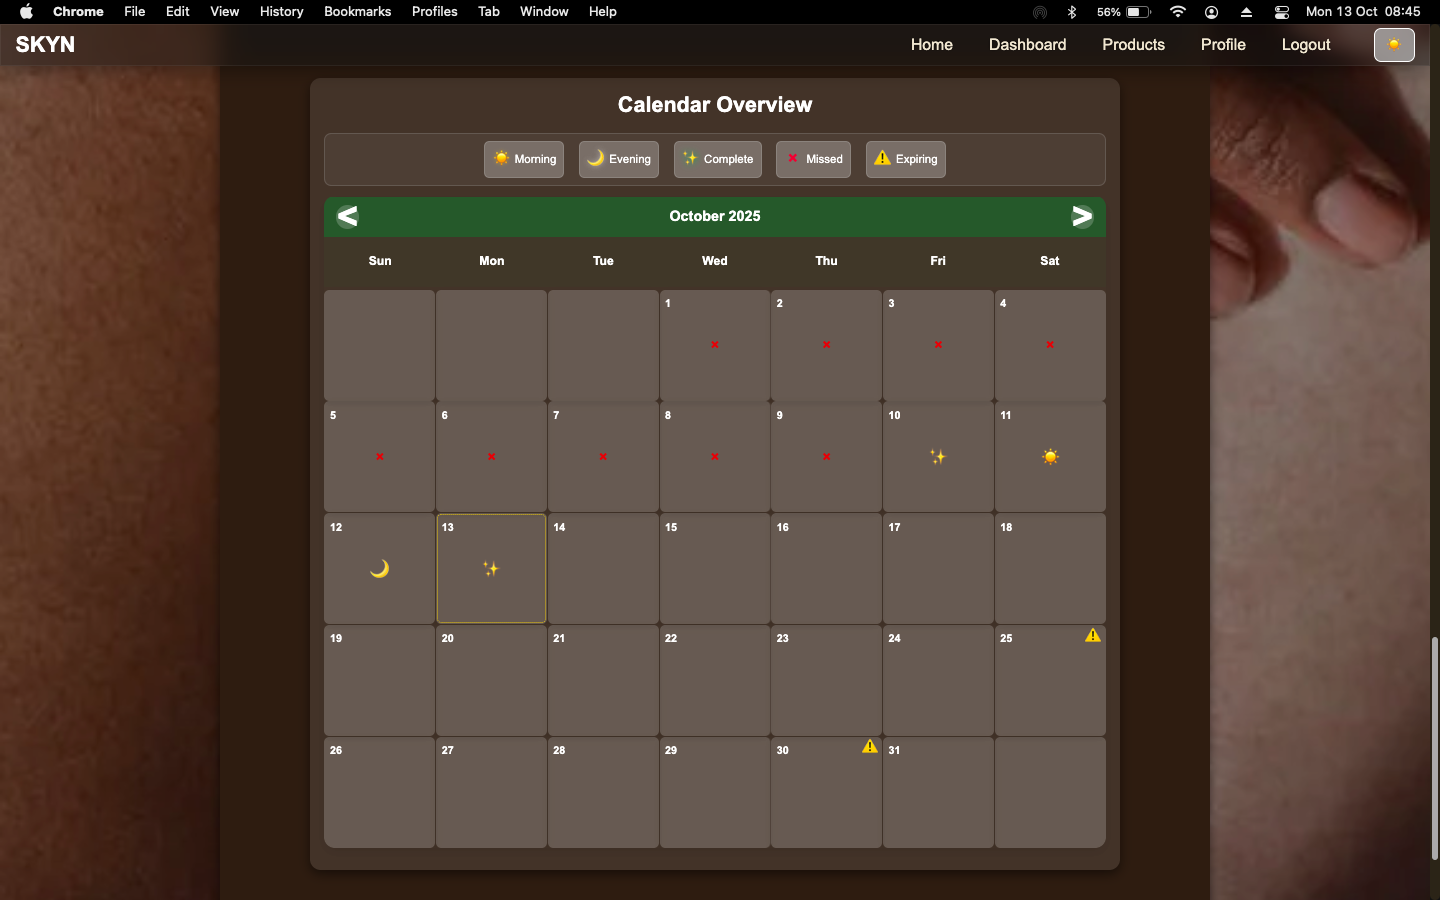 Chrome File Edit View History Bookmarks Profiles Tab Window Help 56% Mon 13 Oct 08:45
SKYN Home Dashboard Products Profile Logout
Calendar Overview
Morning Evening Complete Missed Expiring
< October 2025 >
Sun Mon Tue Wed Thu Fri Sat
1 2 3 4
5 6 7 8 9 10 11
12 13 14 15 16 17 18
19 20 21 22 23 24 25
26 27 28 29 30 31